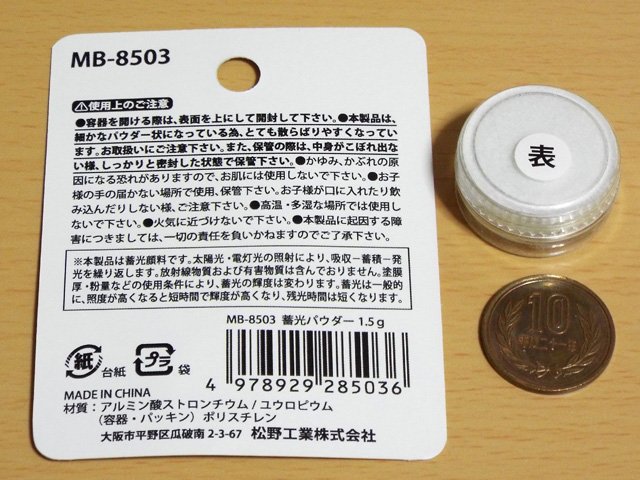 MB-8503
⚠使用上のご注意
●容器を開ける際は、表面を上にして開封して下さい。●本製品は、
細かなパウダー状になっている為、とても散らばりやすくなってい
ます。お取扱いにご注意下さい。また、保管の際は、中身がこぼれ出な
い様、しっかりと密封した状態で保管下さい。●かゆみ、かぶれの原
因になる恐れがありますので、お肌には使用しないで下さい。●お子
様の手の届かない場所で使用、保管下さい。お子様が口に入れたり飲
み込んだりしない様、ご注意下さい。●高温・多湿な場所では使用し
ないで下さい。●火気に近づけないで下さい。●本製品に起因する障
害につきましては、一切の責任を負いかねますのでご了承下さい。
※本製品は蓄光顔料です。太陽光・電灯光の照射により、吸収ー蓄積ー発
光を繰り返します。放射線物質および有害物質は含んでおりません。塗膜
厚・粉量などの使用条件により、蓄光の輝度は変わります。蓄光は一般的
に、照度が高くなると短時間で輝度が高くなり、残光時間は短くなります。
MB-8503 蓄光パウダー 1.5g
紙 台紙 プラ 袋
4 978929 285036
MADE IN CHINA
材質：アルミン酸ストロンチウム / ユウロピウム
（容器・パッキン）ポリスチレン
大阪市平野区瓜破南 2-3-67 松野工業株式会社
表
10
昭和二十一年